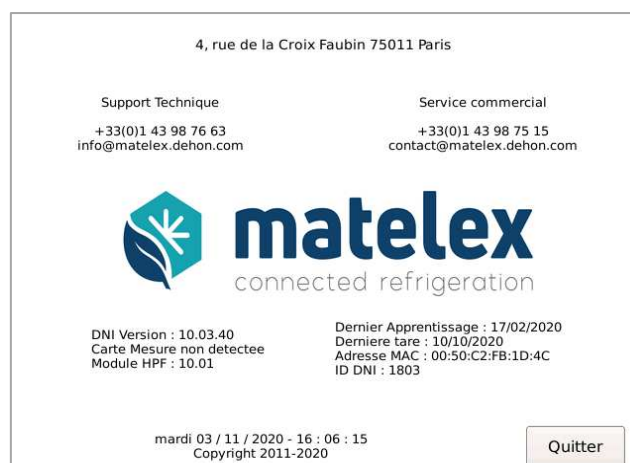 4, rue de la Croix Faubin 75011 Paris
Support Technique
+33(0)1 43 98 76 63
info@matelex.dehon.com
Service commercial
+33(0)1 43 98 75 15
contact@matelex.dehon.com
matelex
connected refrigeration
DNI Version : 10.03.40
Carte Mesure non detectee
Module HPF : 10.01
Dernier Apprentissage : 17/02/2020
Derniere tare : 10/10/2020
Adresse MAC : 00:50:C2:FB:1D:4C
ID DNI : 1803
mardi 03 / 11 / 2020 - 16 : 06 : 15
Copyright 2011-2020
Quitter